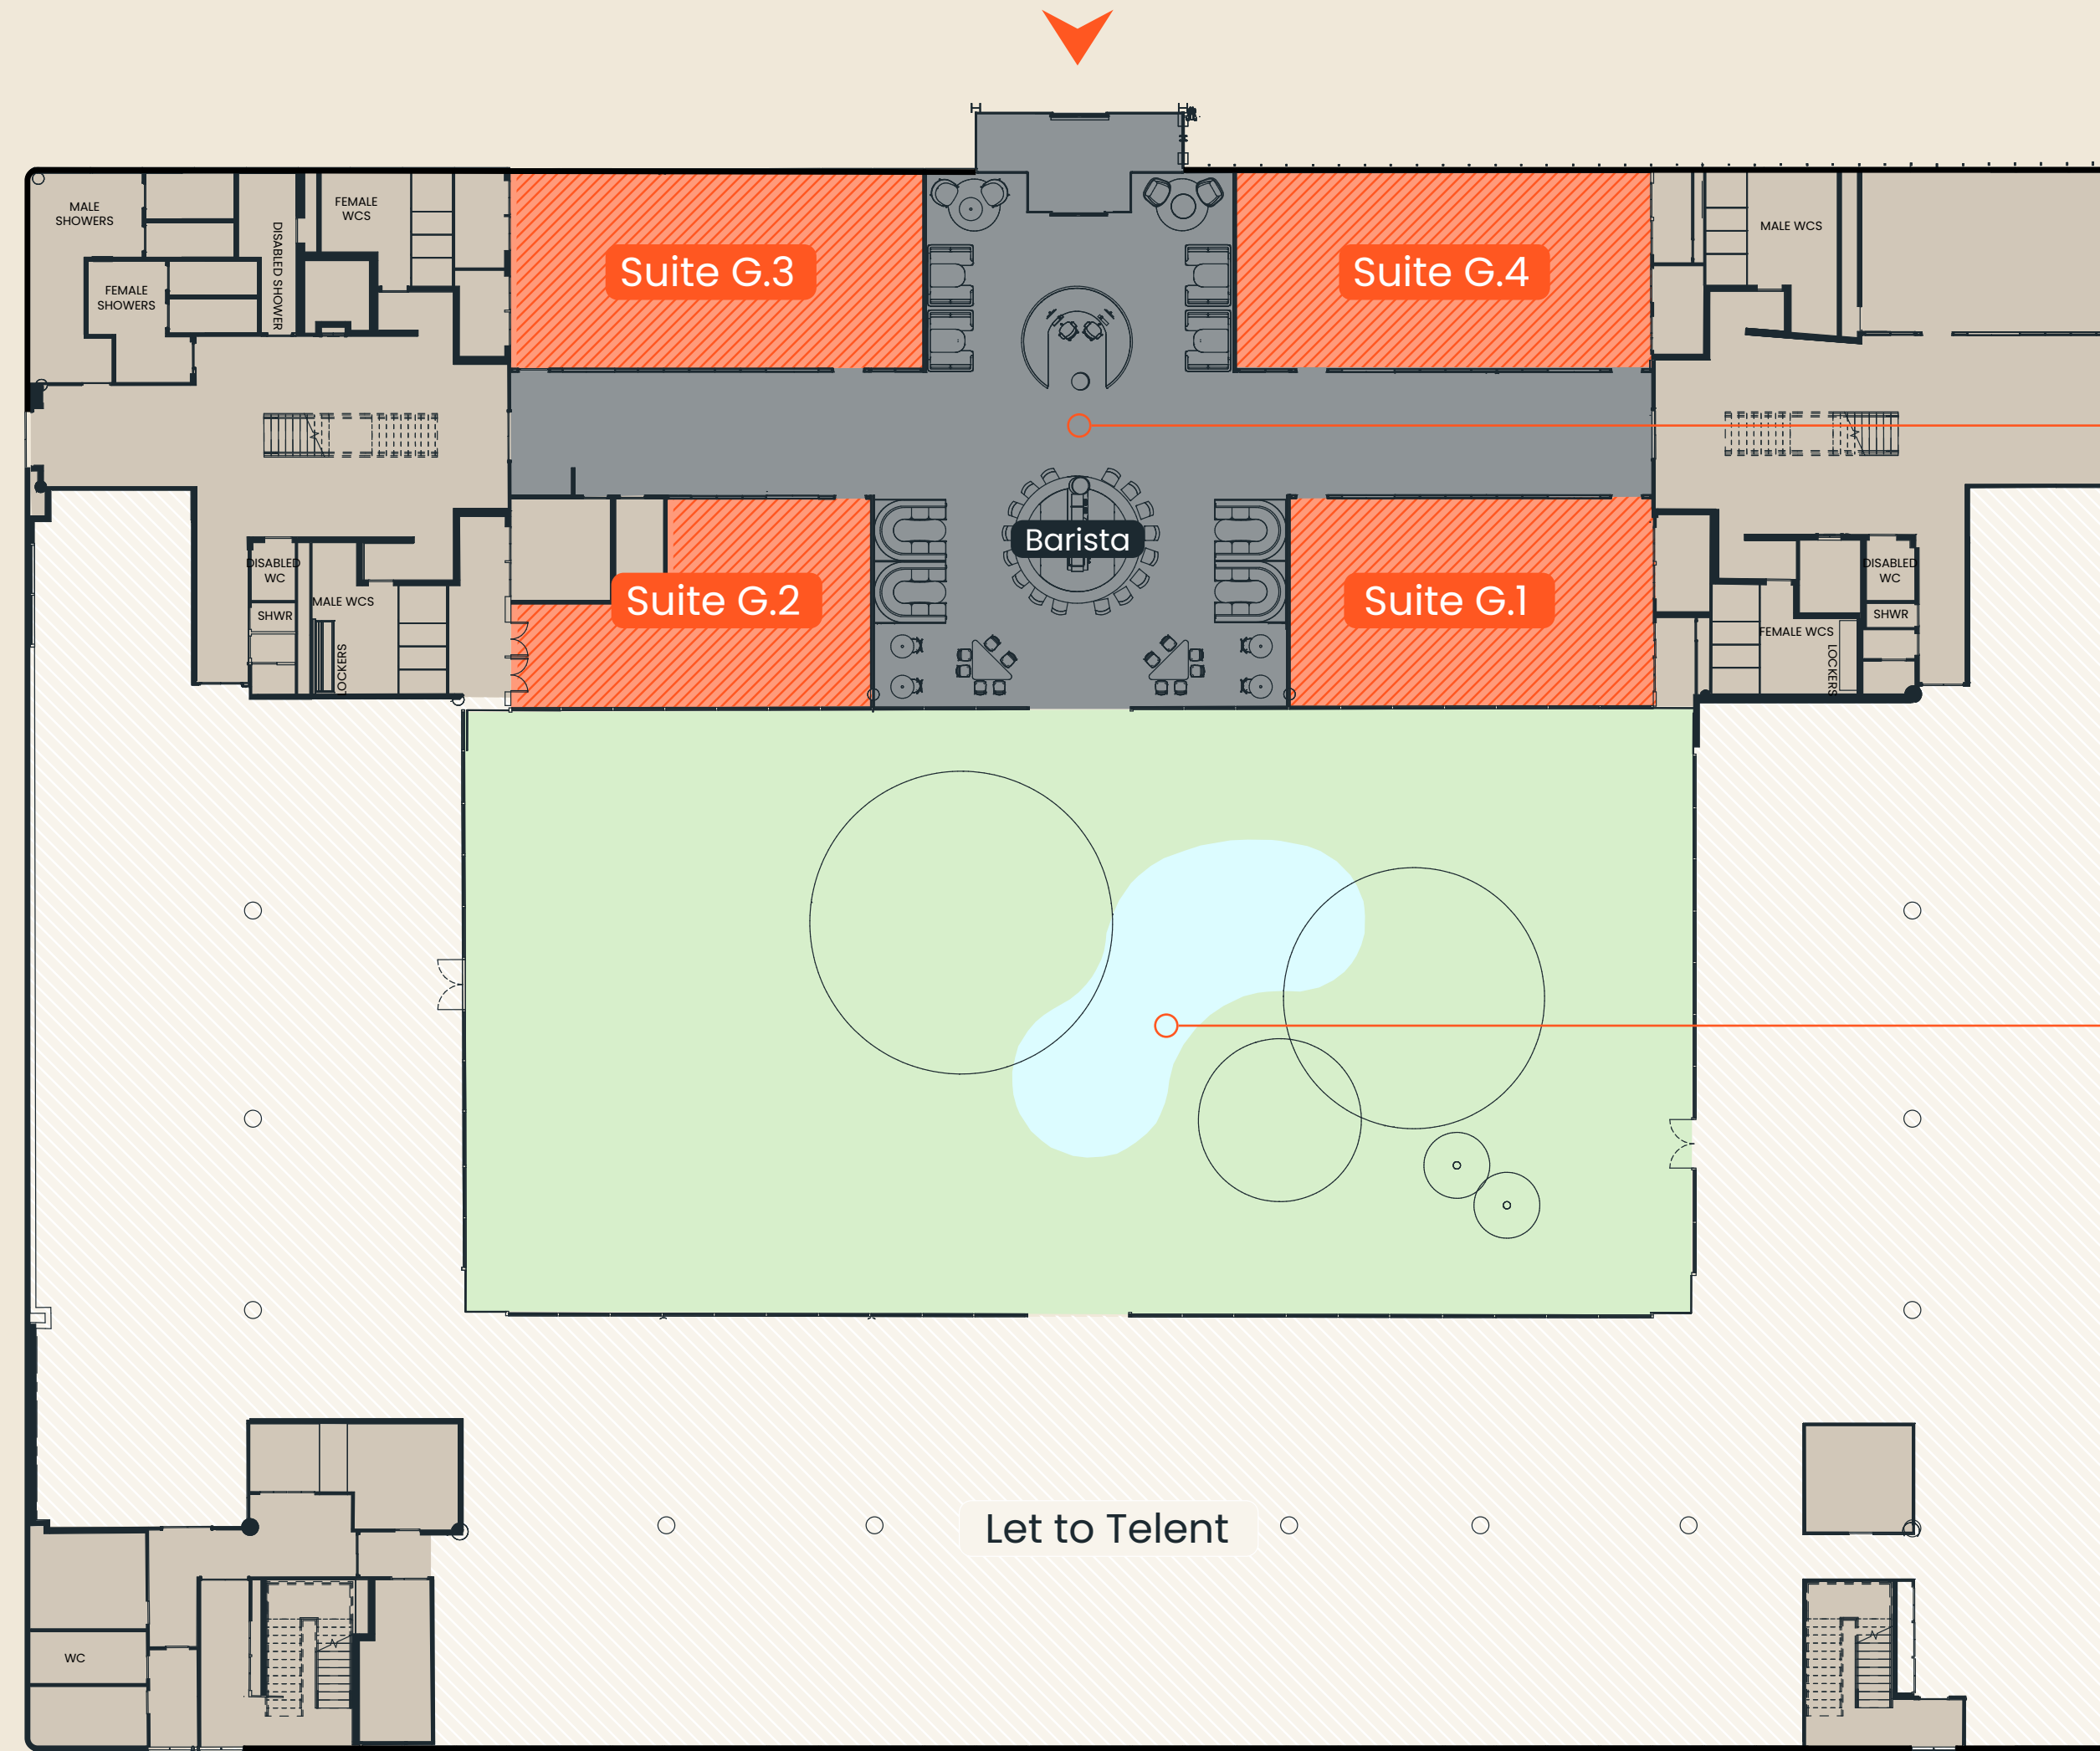 MALE
SHOWERS
FEMALE
SHOWERS
DISABLED SHOWER
FEMALE
WCS
Suite G.3
Suite G.4
MALE WCS
DISABLED
WC
SHWR
MALE WCS
LOCKERS
Suite G.2
Barista
Suite G.1
FEMALE WCS
LOCKERS
DISABLED
WC
SHWR
Let to Telent
WC